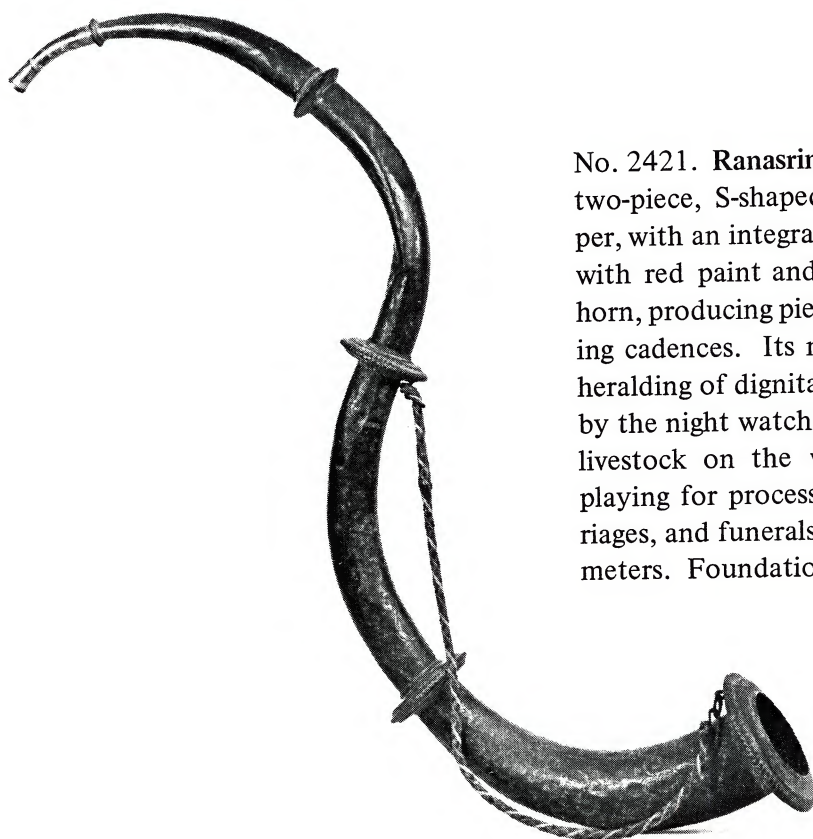 No. 2421. Ranasrin
two-piece, S-shaped
per, with an integra
with red paint and
horn, producing pie
ing cadences. Its r
heralding of dignita
by the night watch
livestock on the v
playing for process
riages, and funerals
meters. Foundatio